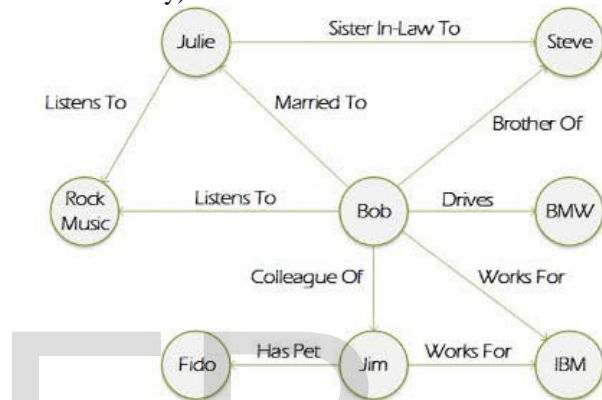 Julie
Sister In-Law To
Steve
Listens To
Married To
Brother Of
Rock
Music
Listens To
Bob
Drives
BMW
Colleague Of
Works For
Fido
Has Pet
Jim
Works For
IBM